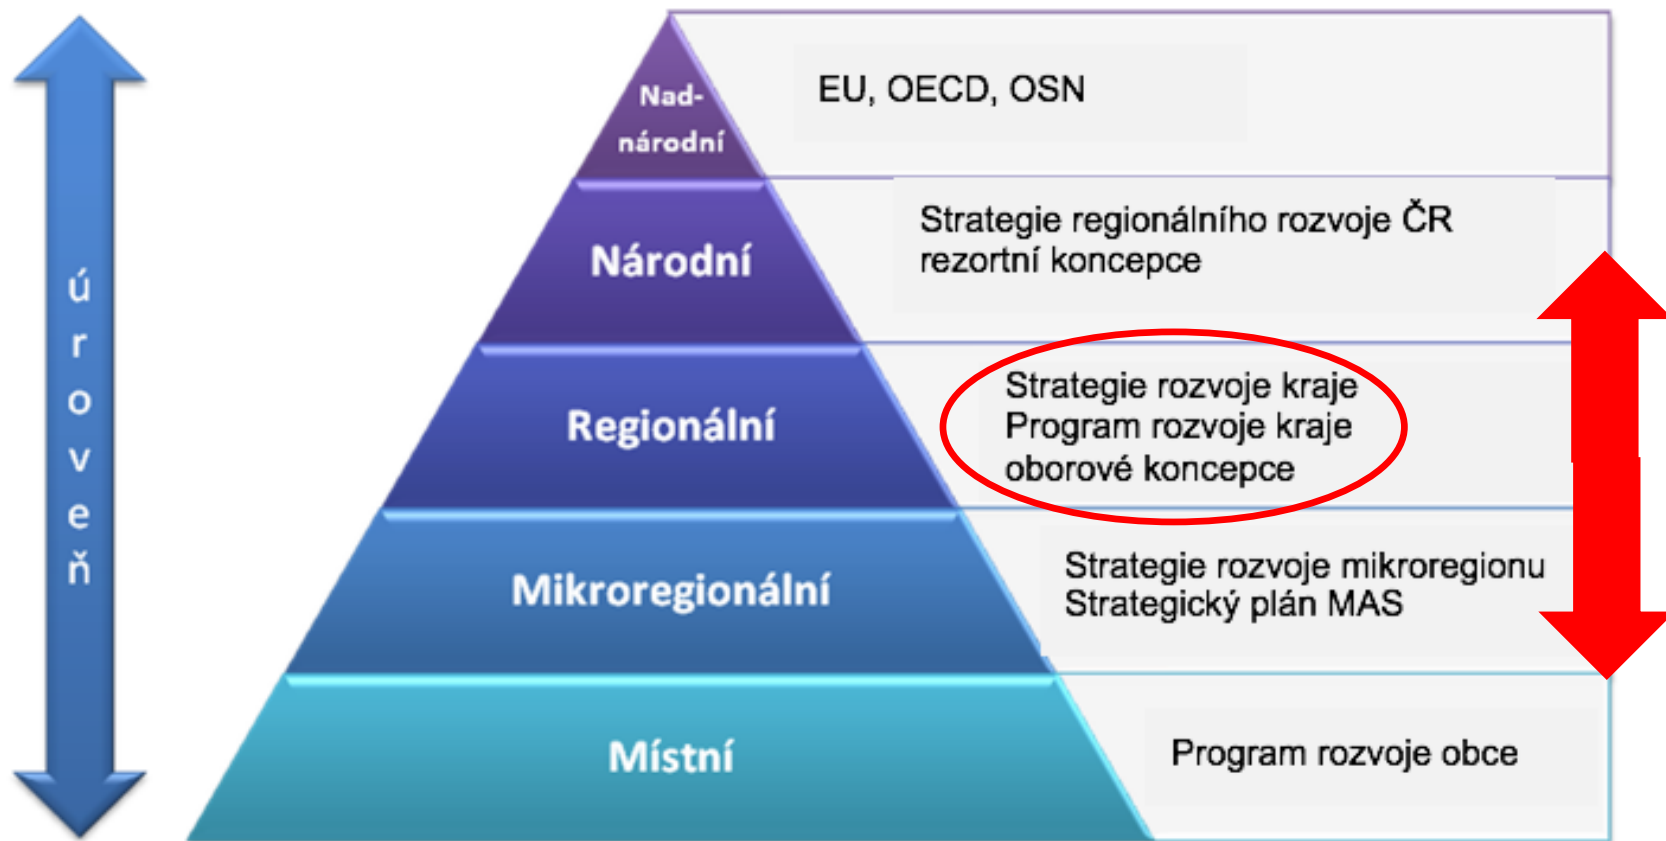 úroveň
Nad-
národní
EU, OECD, OSN
Národní
Strategie regionálního rozvoje ČR
rezortní koncepce
Regionální
Strategie rozvoje kraje
Program rozvoje kraje
oborové koncepce
Mikroregionální
Strategie rozvoje mikroregionu
Strategický plán MAS
Místní
Program rozvoje obce